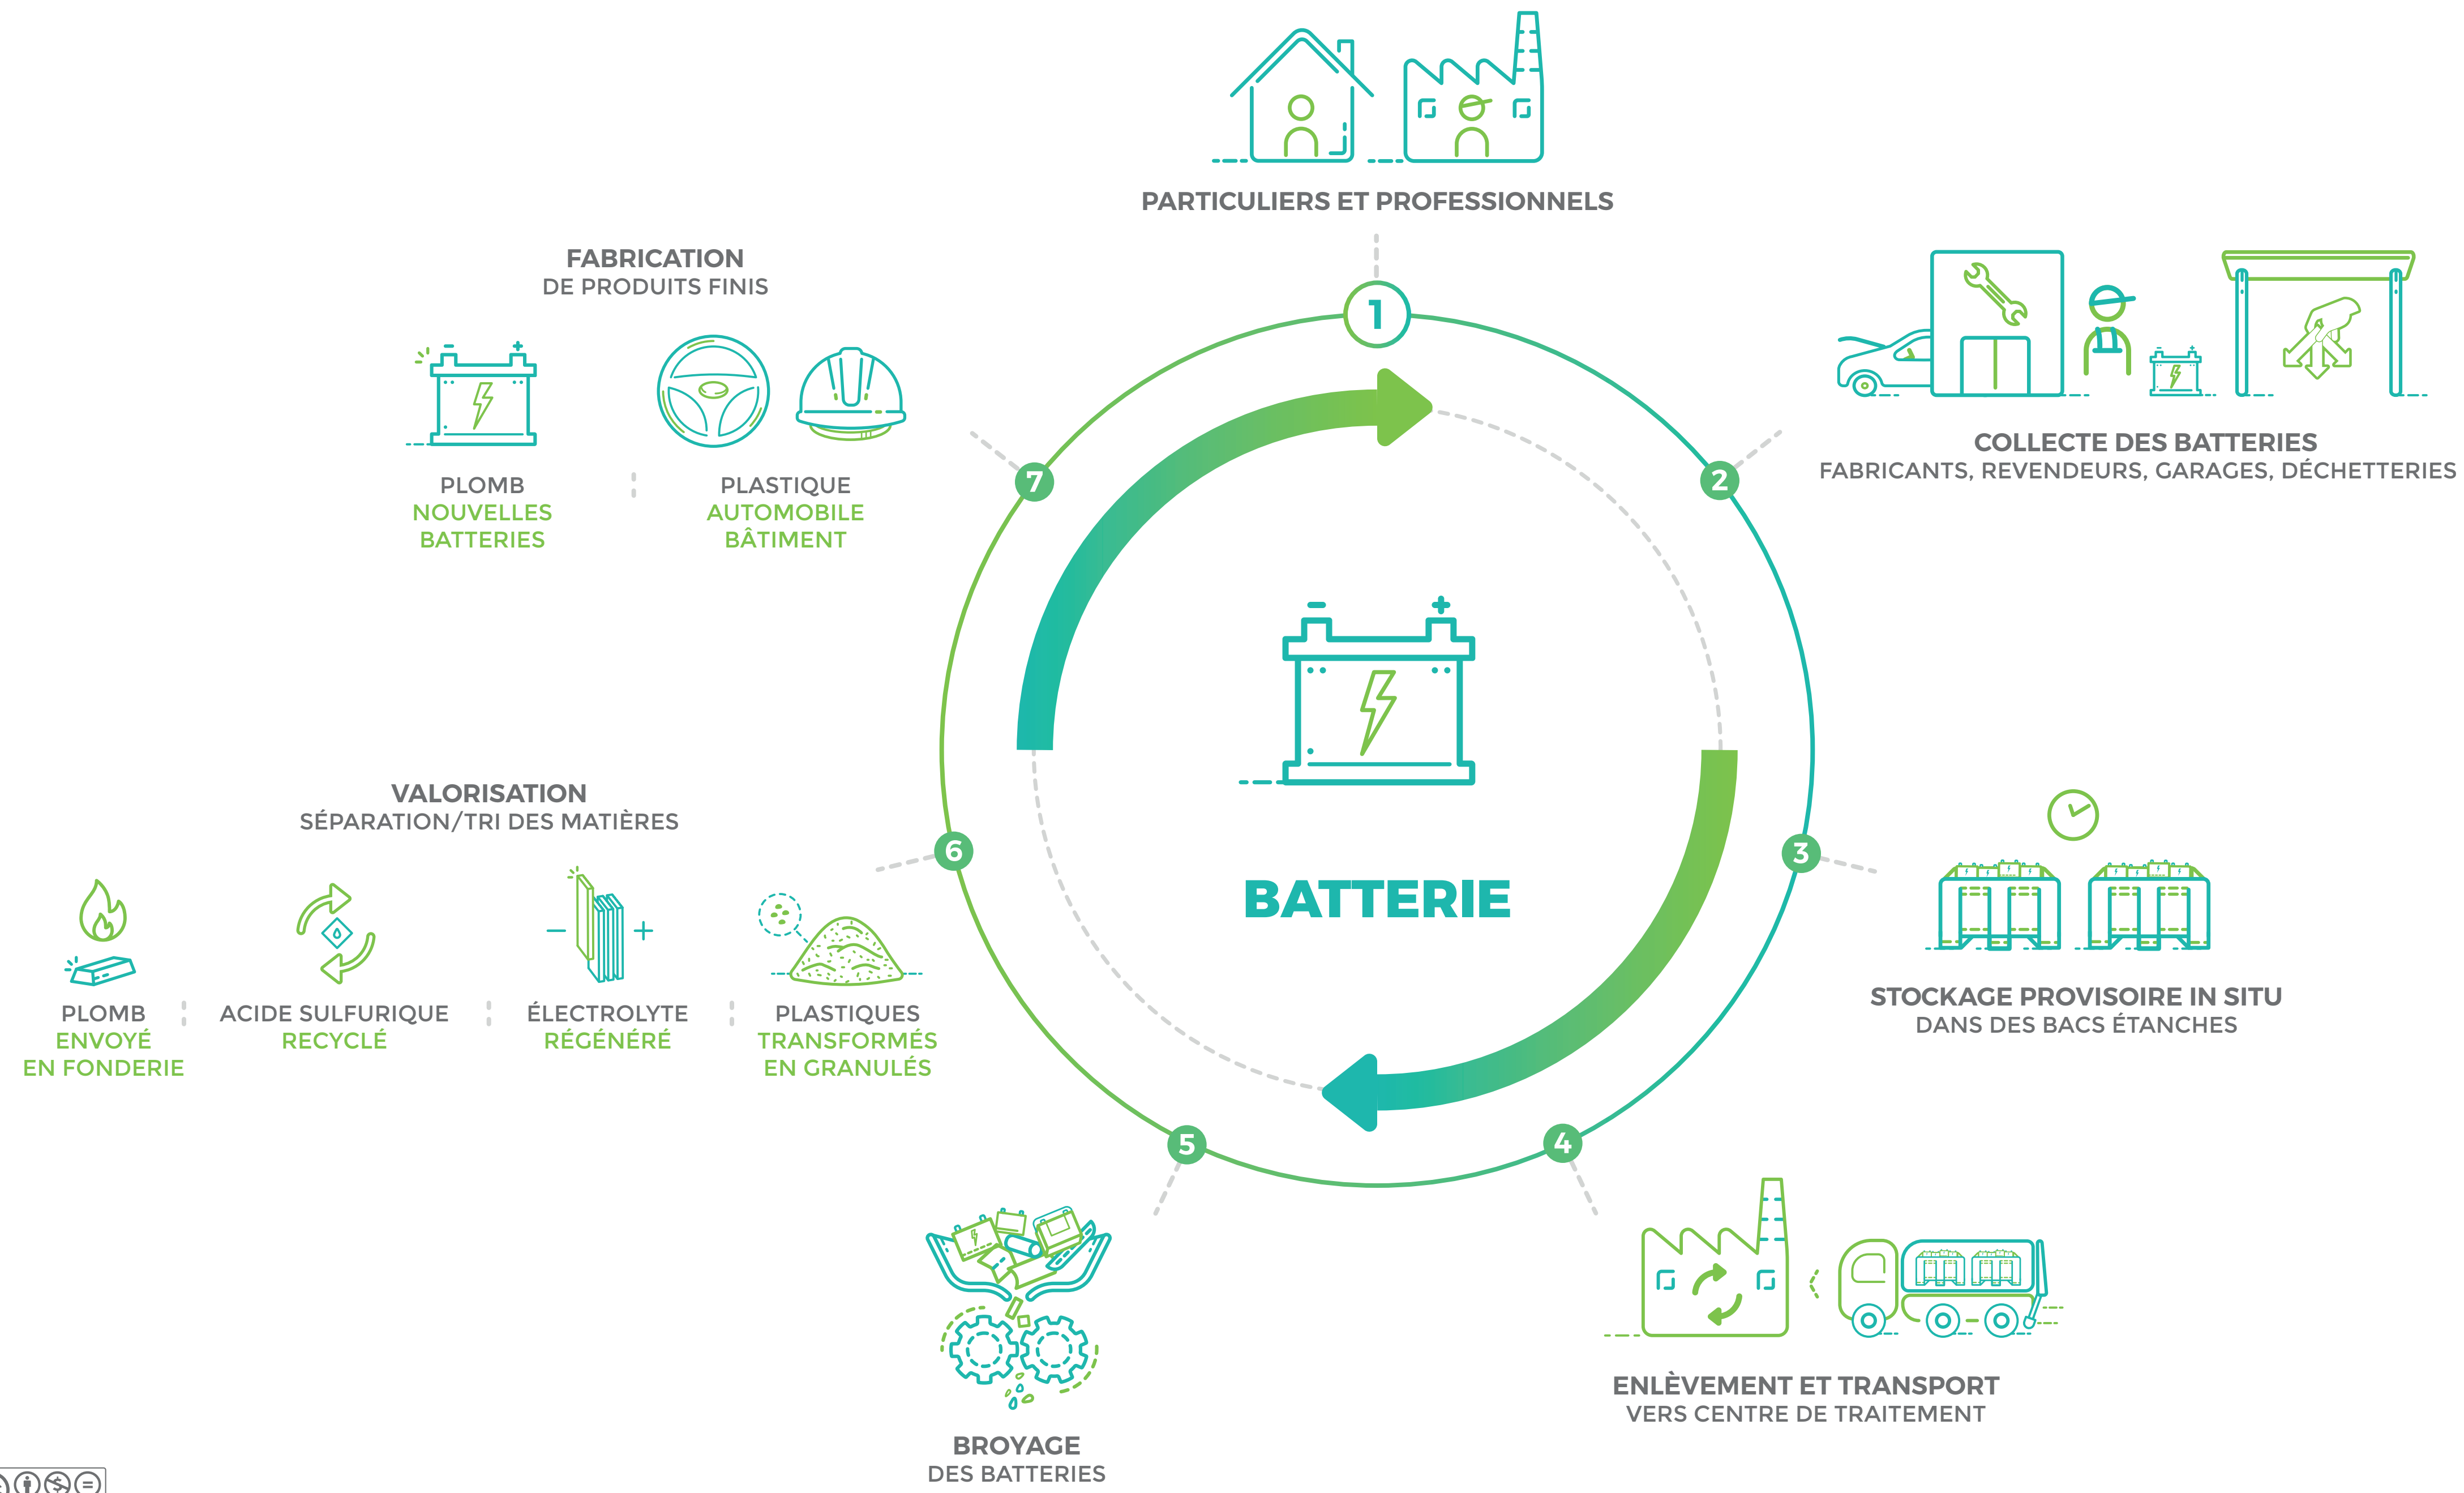 PARTICULIERS ET PROFESSIONNELS
1
2
COLLECTE DES BATTERIES
FABRICANTS, REVENDEURS, GARAGES, DÉCHETTERIES
3
STOCKAGE PROVISOIRE IN SITU
DANS DES BACS ÉTANCHES
4
ENLÈVEMENT ET TRANSPORT
VERS CENTRE DE TRAITEMENT
5
BROYAGE
DES BATTERIES
6
VALORISATION
SÉPARATION/TRI DES MATIÈRES
PLOMB
ENVOYÉ
EN FONDERIE
ACIDE SULFURIQUE
RECYCLÉ
ÉLECTROLYTE
RÉGÉNÉRÉ
PLASTIQUES
TRANSFORMÉS
EN GRANULÉS
7
FABRICATION
DE PRODUITS FINIS
PLOMB
NOUVELLES
BATTERIES
PLASTIQUE
AUTOMOBILE
BÂTIMENT
BATTERIE